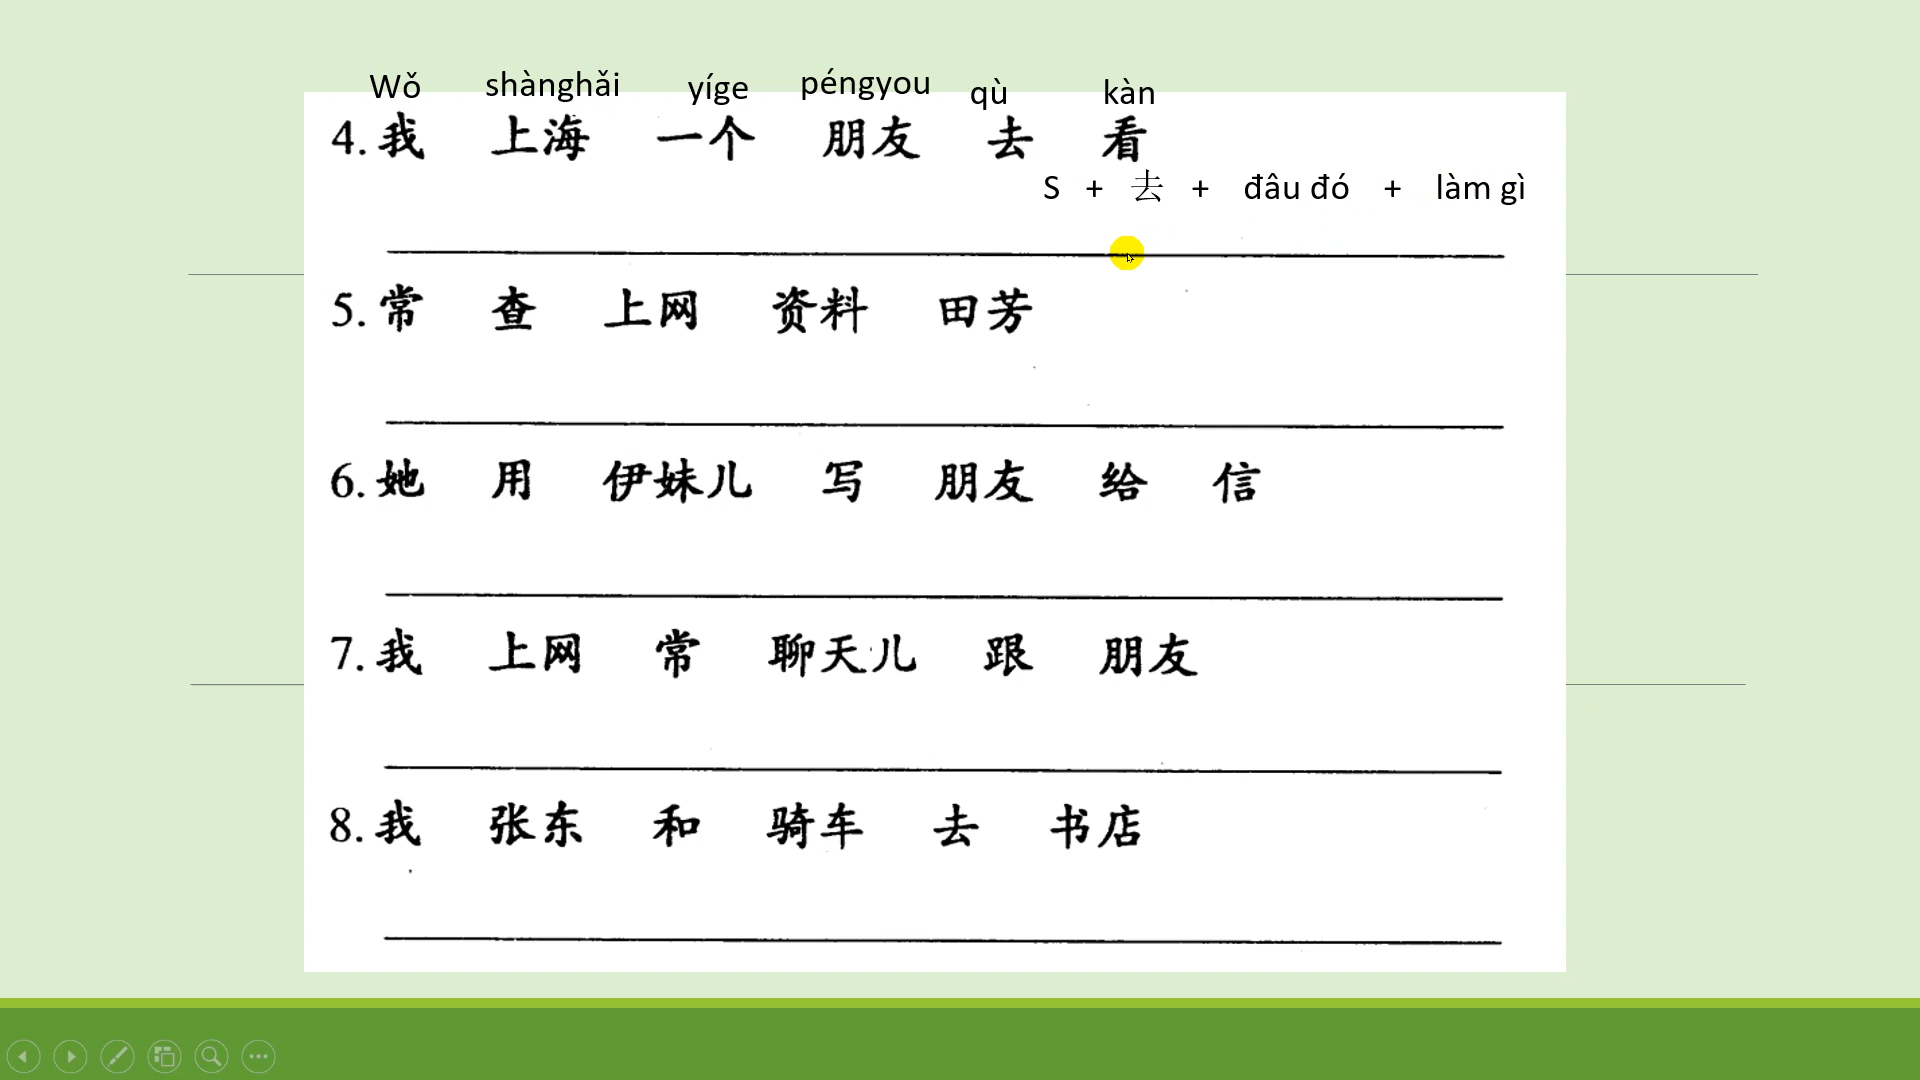 Wǒ shànghǎi yíge péngyou qù kàn
4. 我 上海 一个 朋友 去 看
S + 去 + đâu đó + làm gì
5. 常 查 上网 资料 田芳
6. 她 用 伊妹儿 写 朋友 给 信
7. 我 上网 常 聊天儿 跟 朋友
8. 我 张东 和 骑车 去 书店